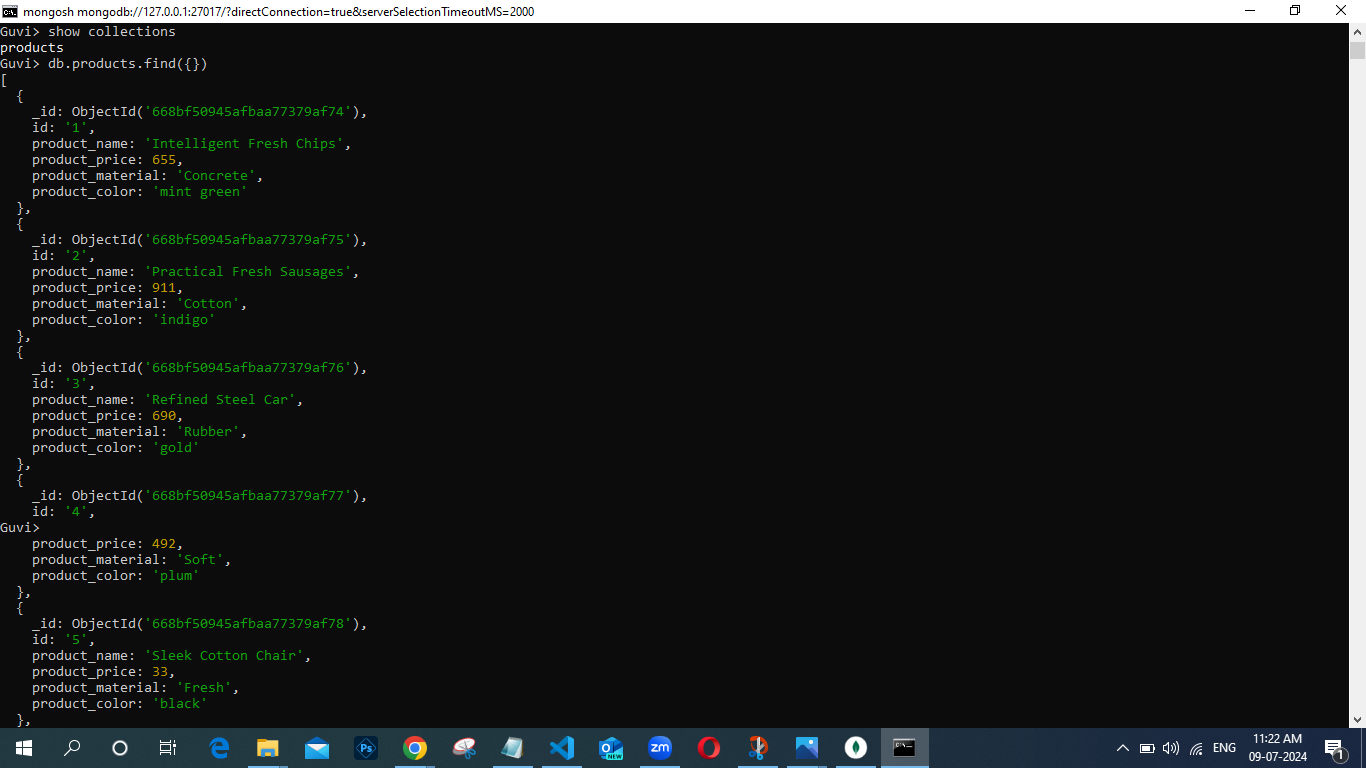 mongosh mongodb://127.0.0.1:27017/?directConnection=true&serverSelectionTimeoutMS=2000
Guvi> show collections
products
Guvi> db.products.find({})
[
  {
    _id: ObjectId('668bf50945afbaa77379af74'),
    id: '1',
    product_name: 'Intelligent Fresh Chips',
    product_price: 655,
    product_material: 'Concrete',
    product_color: 'mint green'
  },
  {
    _id: ObjectId('668bf50945afbaa77379af75'),
    id: '2',
    product_name: 'Practical Fresh Sausages',
    product_price: 911,
    product_material: 'Cotton',
    product_color: 'indigo'
  },
  {
    _id: ObjectId('668bf50945afbaa77379af76'),
    id: '3',
    product_name: 'Refined Steel Car',
    product_price: 690,
    product_material: 'Rubber',
    product_color: 'gold'
  },
  {
    _id: ObjectId('668bf50945afbaa77379af77'),
    id: '4',
Guvi>
    product_price: 492,
    product_material: 'Soft',
    product_color: 'plum'
  },
  {
    _id: ObjectId('668bf50945afbaa77379af78'),
    id: '5',
    product_name: 'Sleek Cotton Chair',
    product_price: 33,
    product_material: 'Fresh',
    product_color: 'black'
  },
Ps
NEW
zm
ENG
11:22 AM
09-07-2024
1